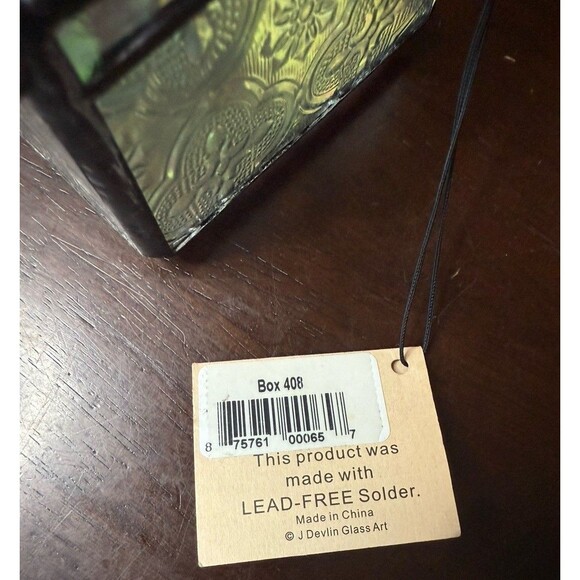 Box 408
8 75761 00065 7
This product was
made with
LEAD-FREE Solder.
Made in China
© J Devlin Glass Art